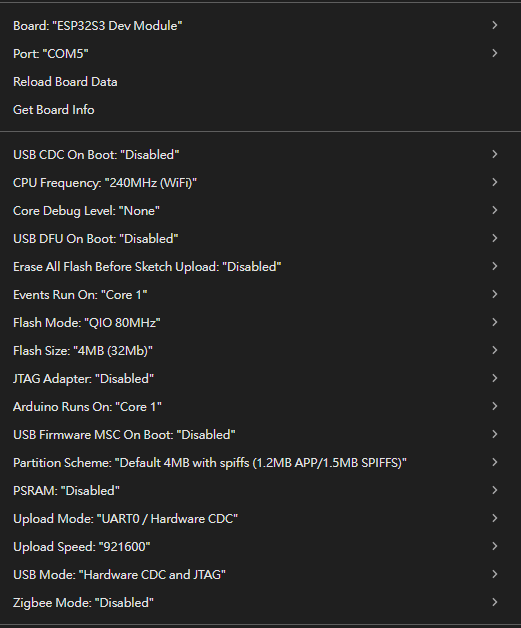 Board: "ESP32S3 Dev Module"
Port: "COM5"
Reload Board Data
Get Board Info
USB CDC On Boot: "Disabled"
CPU Frequency: "240MHz (WiFi)"
Core Debug Level: "None"
USB DFU On Boot: "Disabled"
Erase All Flash Before Sketch Upload: "Disabled"
Events Run On: "Core 1"
Flash Mode: "QIO 80MHz"
Flash Size: "4MB (32Mb)"
JTAG Adapter: "Disabled"
Arduino Runs On: "Core 1"
USB Firmware MSC On Boot: "Disabled"
Partition Scheme: "Default 4MB with spiffs (1.2MB APP/1.5MB SPIFFS)"
PSRAM: "Disabled"
Upload Mode: "UART0 / Hardware CDC"
Upload Speed: "921600"
USB Mode: "Hardware CDC and JTAG"
Zigbee Mode: "Disabled"